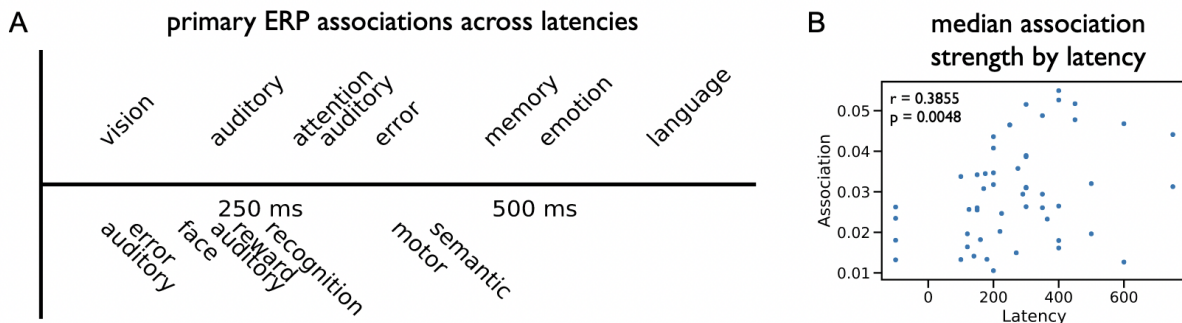 A
primary ERP associations across latencies
vision
auditory
attention
auditory
error
memory
emotion
language
250 ms
500 ms
auditory
error
face
auditory
reward
recognition
motor
semantic
B
median association
strength by latency
r = 0.3855
p = 0.0048
Association
0.05
0.04
0.03
0.02
0.01
0
200
400
600
Latency